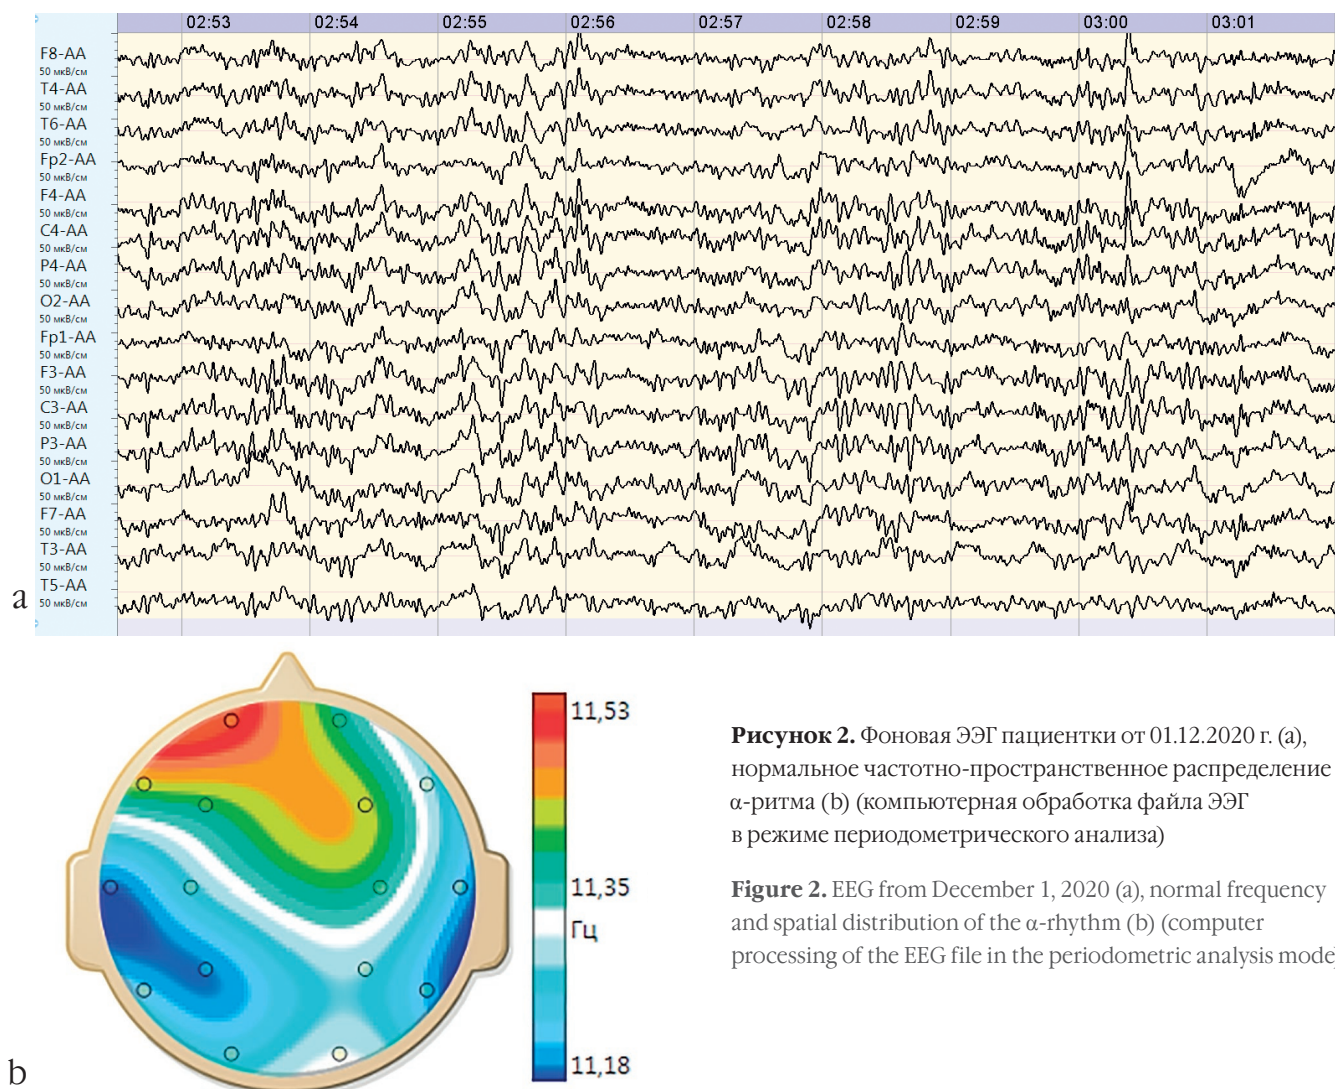 02:53 02:54 02:55 02:56 02:57 02:58 02:59 03:00 03:01
F8-AA
50 мкВ/см
T4-AA
50 мкВ/см
T6-AA
50 мкВ/см
Fp2-AA
50 мкВ/см
F4-AA
50 мкВ/см
C4-AA
50 мкВ/см
P4-AA
50 мкВ/см
O2-AA
50 мкВ/см
Fp1-AA
50 мкВ/см
F3-AA
50 мкВ/см
C3-AA
50 мкВ/см
P3-AA
50 мкВ/см
O1-AA
50 мкВ/см
F7-AA
50 мкВ/см
T3-AA
50 мкВ/см
T5-AA
50 мкВ/см
a
11,53
11,35
Гц
11,18
b
Рисунок 2. Фоновая ЭЭГ пациентки от 01.12.2020 г. (a),
нормальное частотно-пространственное распределение
α-ритма (b) (компьютерная обработка файла ЭЭГ
в режиме периодометрического анализа)
Figure 2. EEG from December 1, 2020 (a), normal frequency
and spatial distribution of the α-rhythm (b) (computer
processing of the EEG file in the periodometric analysis mode)